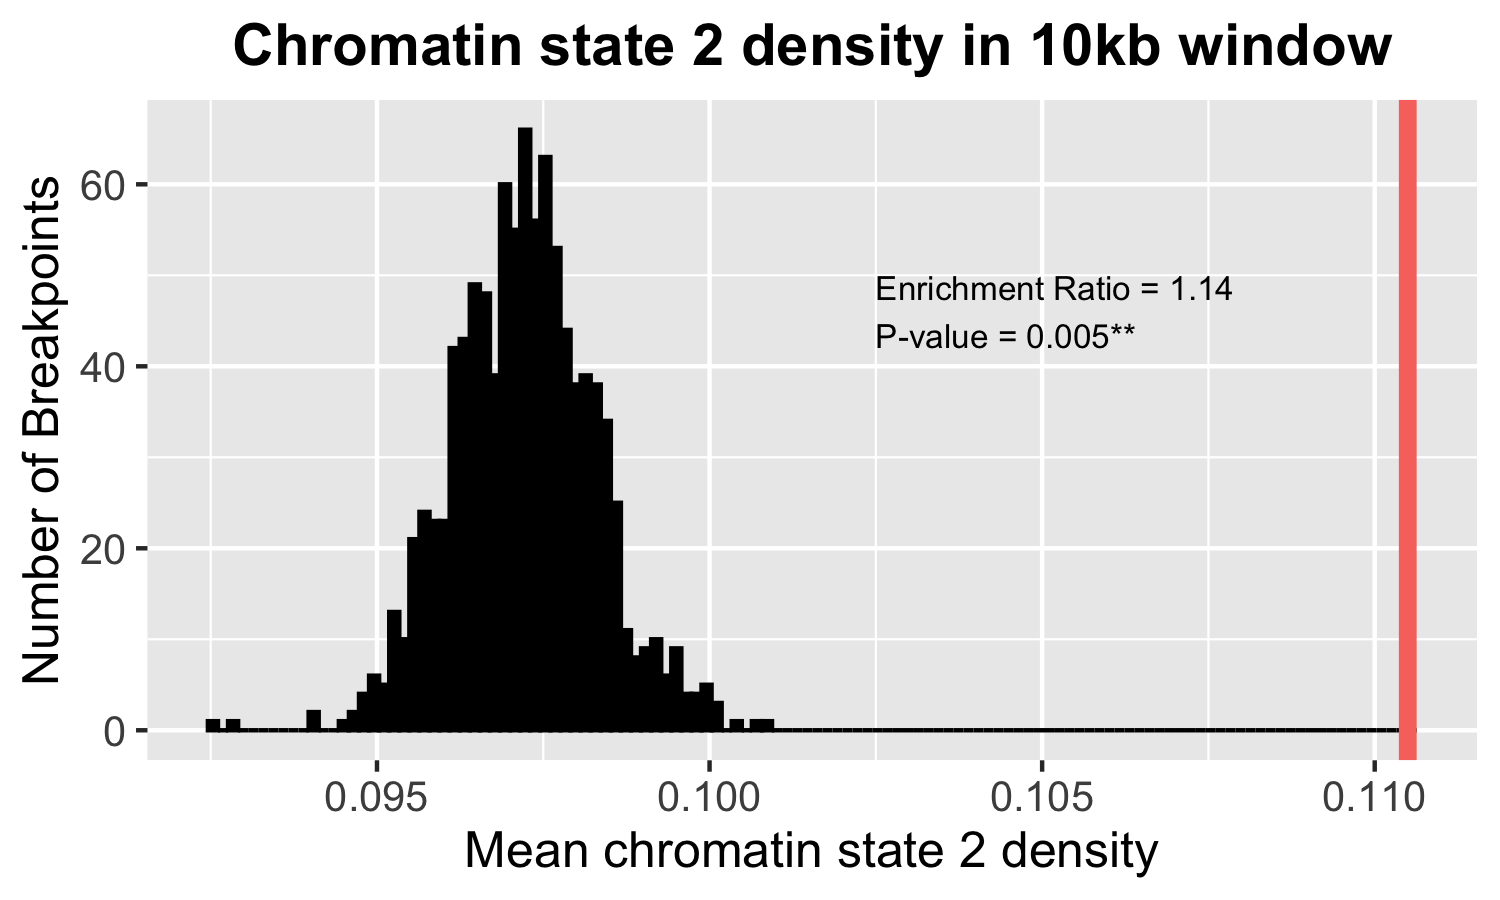 Chromatin state 2 density in 10kb window
Number of Breakpoints
60
40
20
0
Enrichment Ratio = 1.14
P-value = 0.005**
0.095 0.100 0.105 0.110
Mean chromatin state 2 density